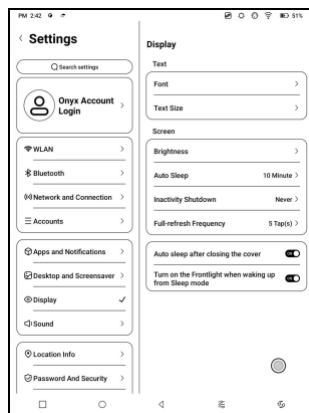 PM 2:42
51%
Settings
Search settings
Onyx Account
Login
WLAN
Bluetooth
Network and Connection
Accounts
Apps and Notifications
Desktop and Screensaver
Display
Sound
Location Info
Password And Security
Display
Text
Font
Text Size
Screen
Brightness
Auto Sleep 10 Minute
Inactivity Shutdown Never
Full-refresh Frequency 5 Tap(s)
Auto sleep after closing the cover ON
Turn on the Frontlight when waking up
from Sleep mode ON